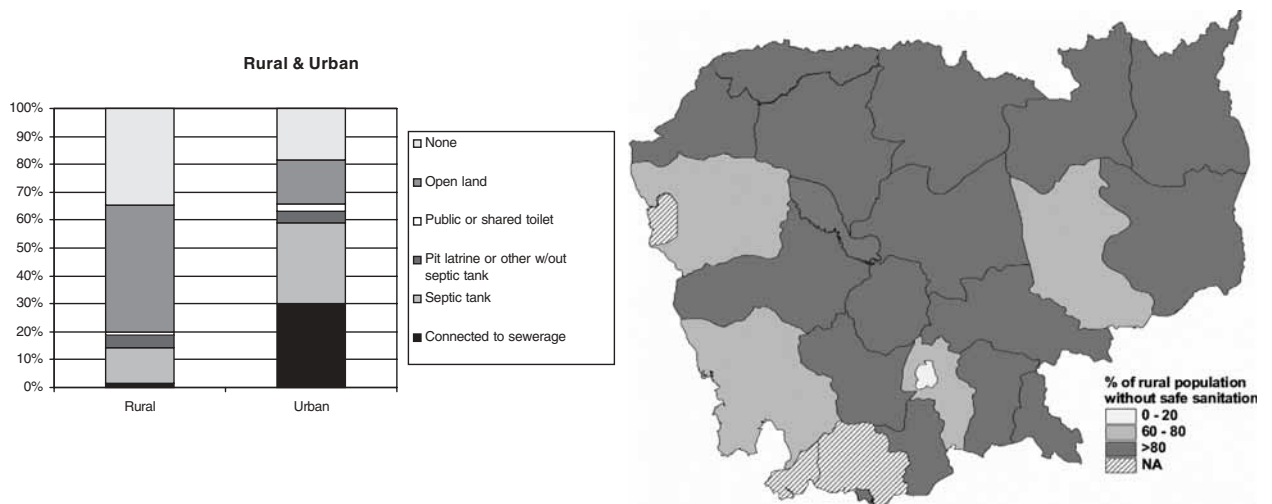 Rural & Urban
100%
90%
80%
70%
60%
50%
40%
30%
20%
10%
0%
Rural
Urban
None
Open land
Public or shared toilet
Pit latrine or other w/out
septic tank
Septic tank
Connected to sewerage
% of rural population
without safe sanitation
0 - 20
60 - 80
>80
NA